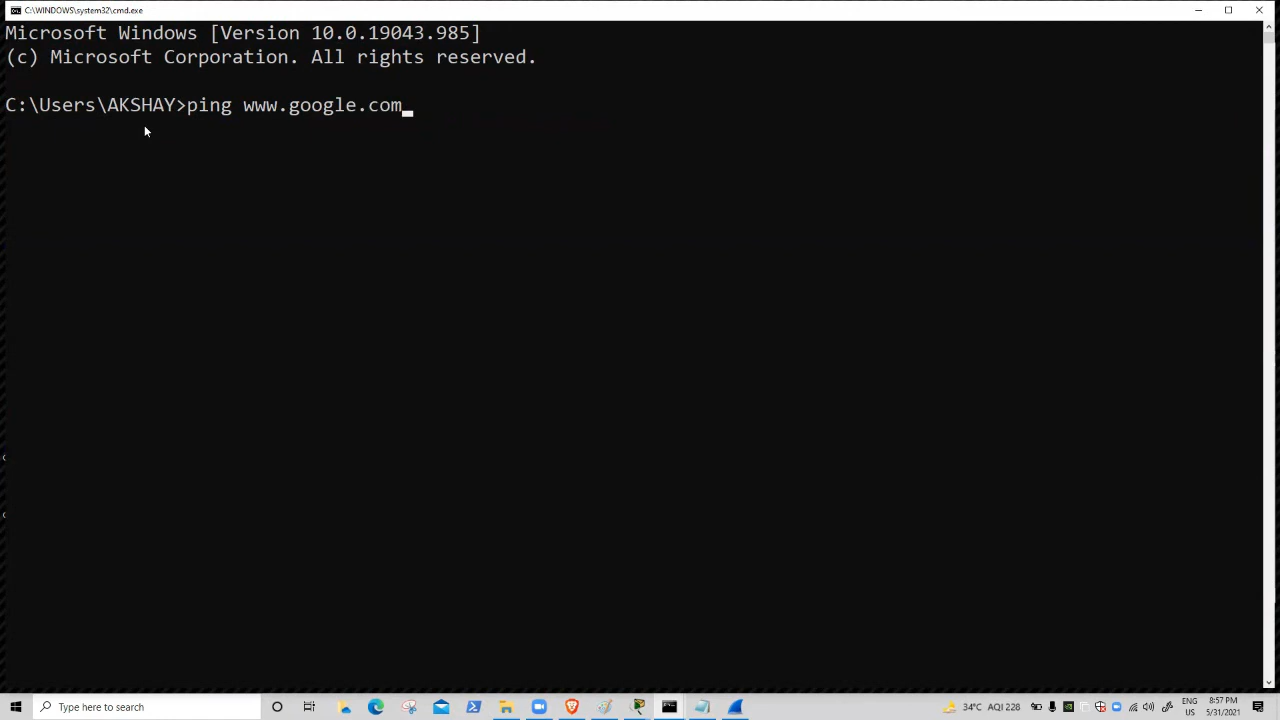 C:\WINDOWS\system32\cmd.exe
Microsoft Windows [Version 10.0.19043.985]
(c) Microsoft Corporation. All rights reserved.
C:\Users\AKSHAY>ping www.google.com
Type here to search
34°C AQI 228
ENG
US
8:57 PM
5/31/2021